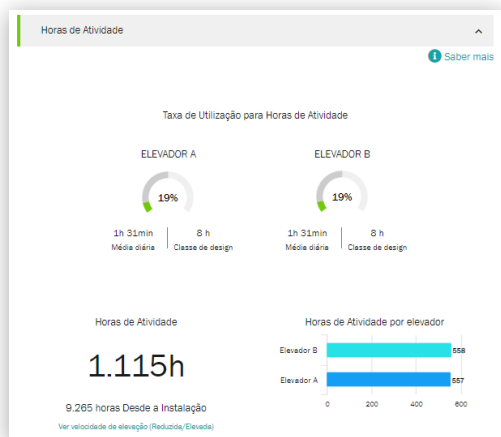 Horas de Atividade
Saber mais
Taxa de Utilização para Horas de Atividade
ELEVADOR A
ELEVADOR B
19%
19%
1h 31min
8 h
1h 31min
8 h
Média diária
Classe de design
Média diária
Classe de design
Horas de Atividade
1.115h
9.265 horas Desde a Instalação
Ver velocidade de elevação (Reduzida/Elevada)
Horas de Atividade por elevador
Elevador B
558
Elevador A
557
0 200 400 600